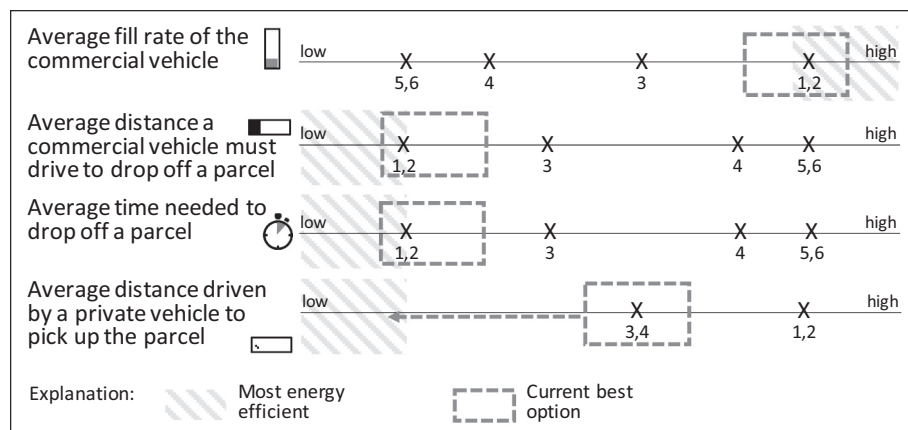 Average fill rate of the
commercial vehicle
low
high
X X X X
5,6 4 3 1,2
Average distance a
commercial vehicle must
drive to drop off a parcel
low
high
X X X X
1,2 3 4 5,6
Average time needed to
drop off a parcel
low
high
X X X X
1,2 3 4 5,6
Average distance driven
by a private vehicle to
pick up the parcel
low
high
X X
3,4 1,2
Explanation:
Most energy
efficient
Current best
option